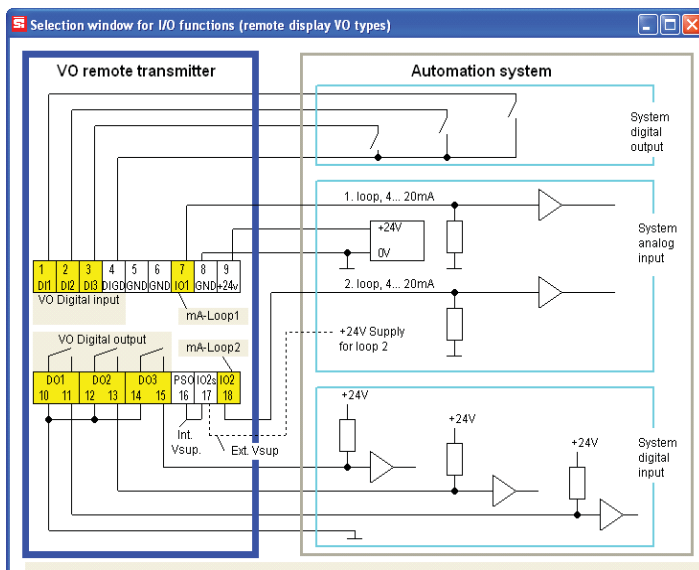 Selection window for I/O functions (remote display VO types)
VO remote transmitter
Automation system
System
digital
output
1. loop, 4... 20mA
+24V
0V
System
analog
input
1 2 3 4 5 6 7 8 9
DI1 DI2 DI3 DIGD GND GND IO1 GND +24v
VO Digital input
mA-Loop1
2. loop, 4... 20mA
+24V Supply
for loop 2
VO Digital output
mA-Loop2
DO1 DO2 DO3 PSO IO2s IO2
10 11 12 13 14 15 16 17 18
Int.
Vsup.
Ext. Vsup
+24V
+24V
+24V
System
digital
input